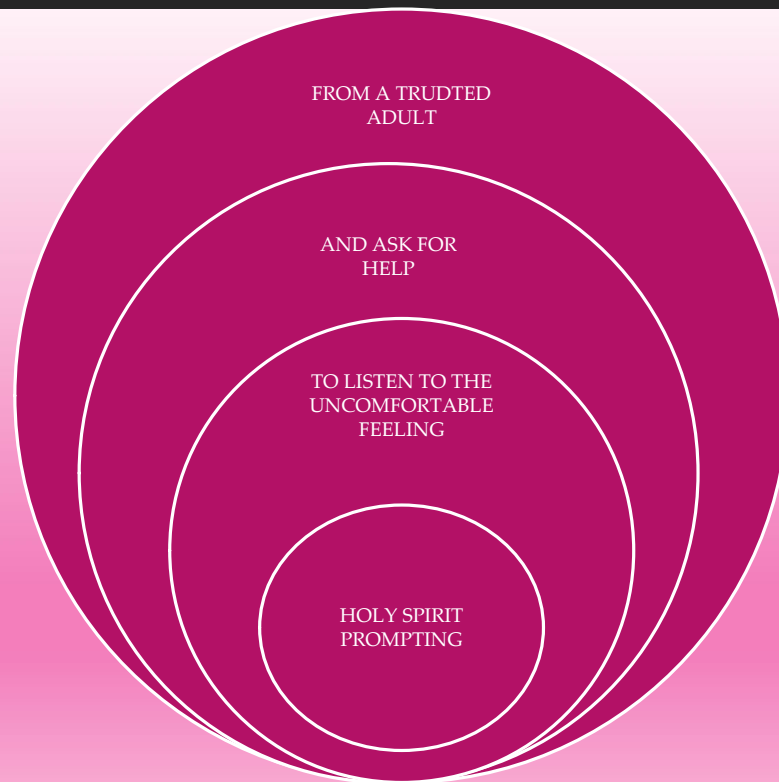 FROM A TRUDTED
ADULT
AND ASK FOR
HELP
TO LISTEN TO THE
UNCOMFORTABLE
FEELING
HOLY SPIRIT
PROMPTING